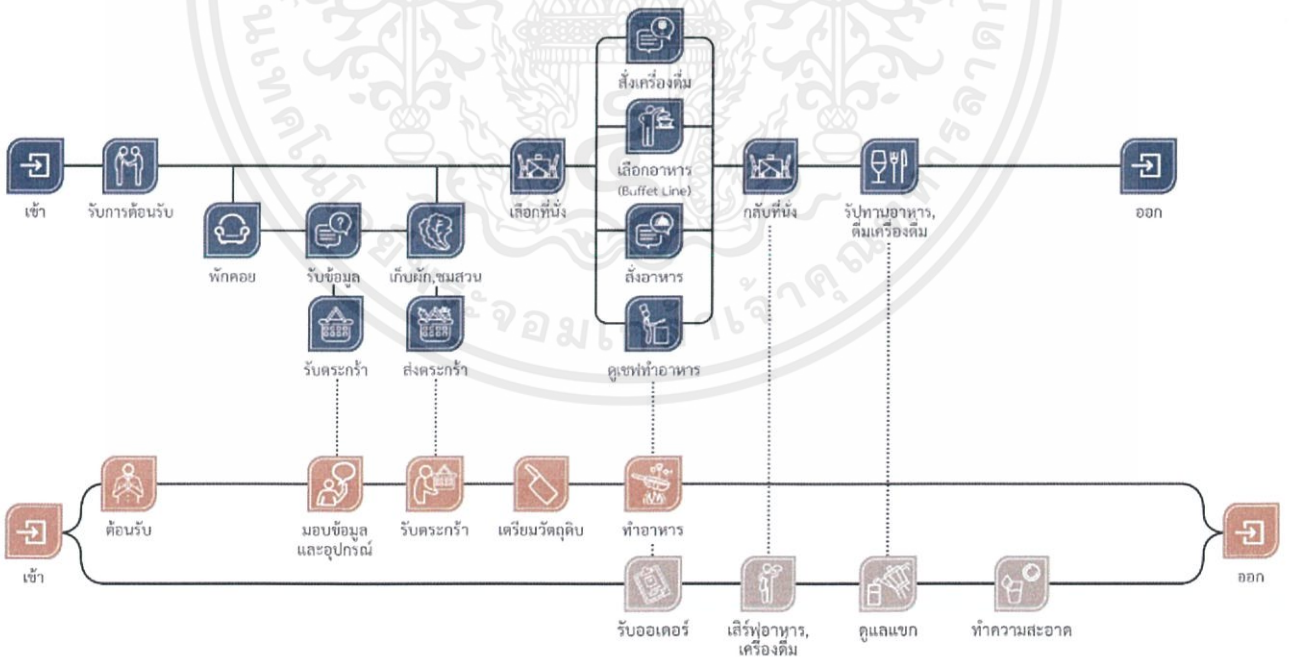 สั่งเครื่องดื่ม
เลือกอาหาร
(Buffet Line)
เข้า
รับการต้อนรับ
เลือกที่นั่ง
กลับที่นั่ง
รับทานอาหาร,
ดื่มเครื่องดื่ม
ออก
พักคอย
รับข้อมูล
เก็บผัก,ชมสวน
สั่งอาหาร
รับตระกร้า
ส่งตระกร้า
ดูเชฟทำอาหาร
ต้อนรับ
มอบข้อมูล
และอุปกรณ์
รับตระกร้า
เตรียมวัตถุดิบ
ทำอาหาร
เข้า
ออก
รับออเดอร์
เสิร์ฟอาหาร,
เครื่องดื่ม
ดูแลแขก
ทำความสะอาด